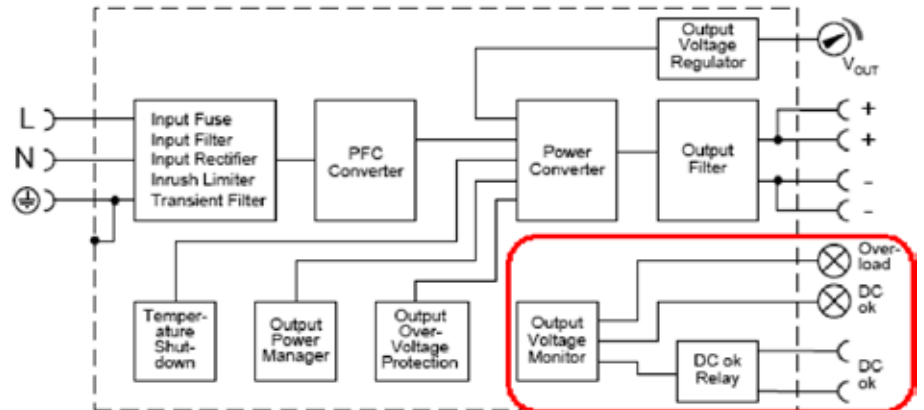 Output
Voltage
Regulator
V OUT
L
N
Input Fuse
Input Filter
Input Rectifier
Inrush Limiter
Transient Filter
PFC
Converter
Power
Converter
Output
Filter
+
+
-
-
Temper-
ature
Shut-
down
Output
Power
Manager
Output
Over-
Voltage
Protection
Output
Voltage
Monitor
DC ok
Relay
Over-
load
DC
ok
DC
ok